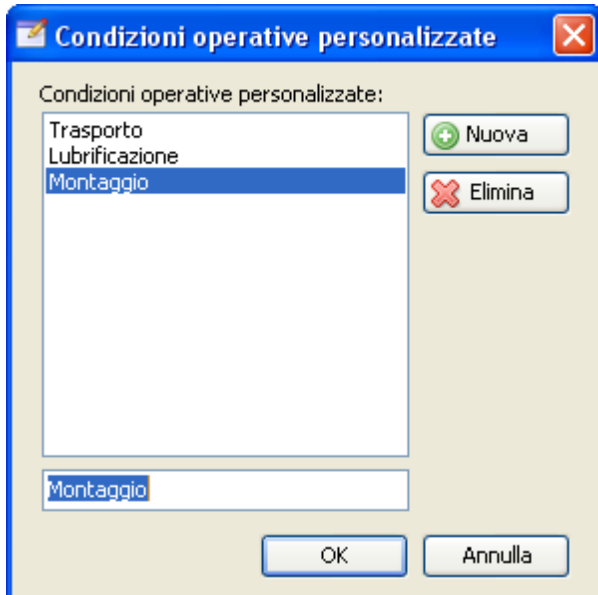 Condizioni operative personalizzate
Condizioni operative personalizzate:
Trasporto
Lubrificazione
Montaggio
Nuova
Elimina
Montaggio
OK
Annulla